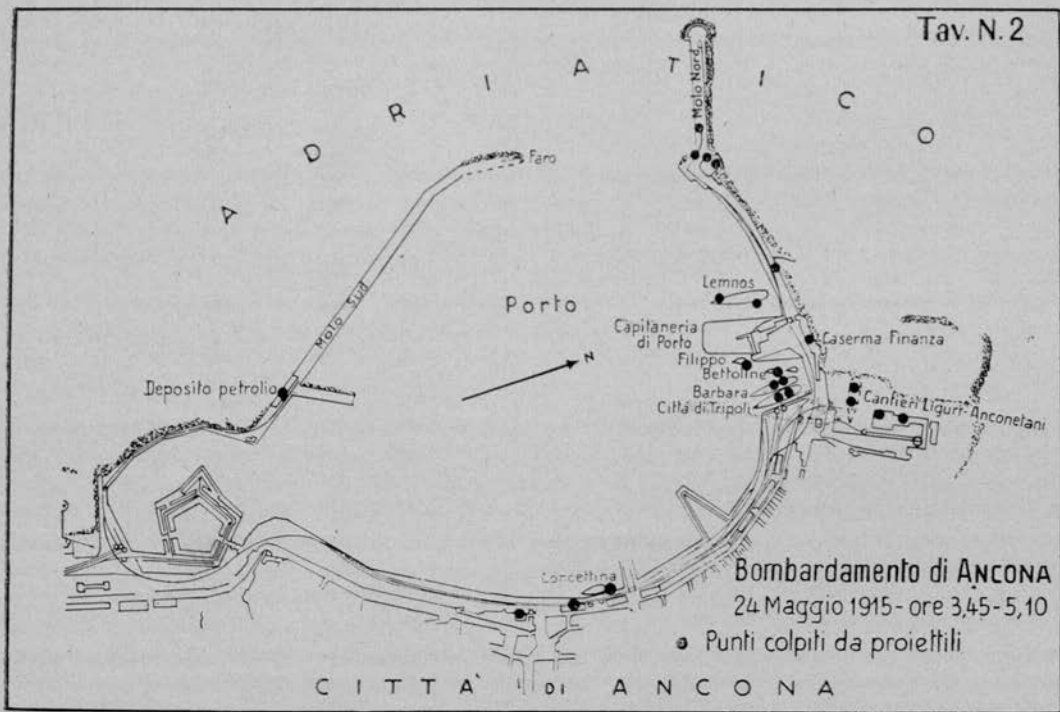 Tav. N. 2
A D R I A T I C O
Molo Nord
Faro
Molo Sud
Lemnos
Porto
Capitaneria
di Porto
Caserma Finanza
N
Filippo
Bettoline
Deposito petrolio
Barbara
Cantieri Liguri-Anconetani
Città di Tripoli
Concettina
Bombardamento di ANCONA
24 Maggio 1915 - ore 3,45-5,10
Punti colpiti da proiettili
CITTA' DI ANCONA